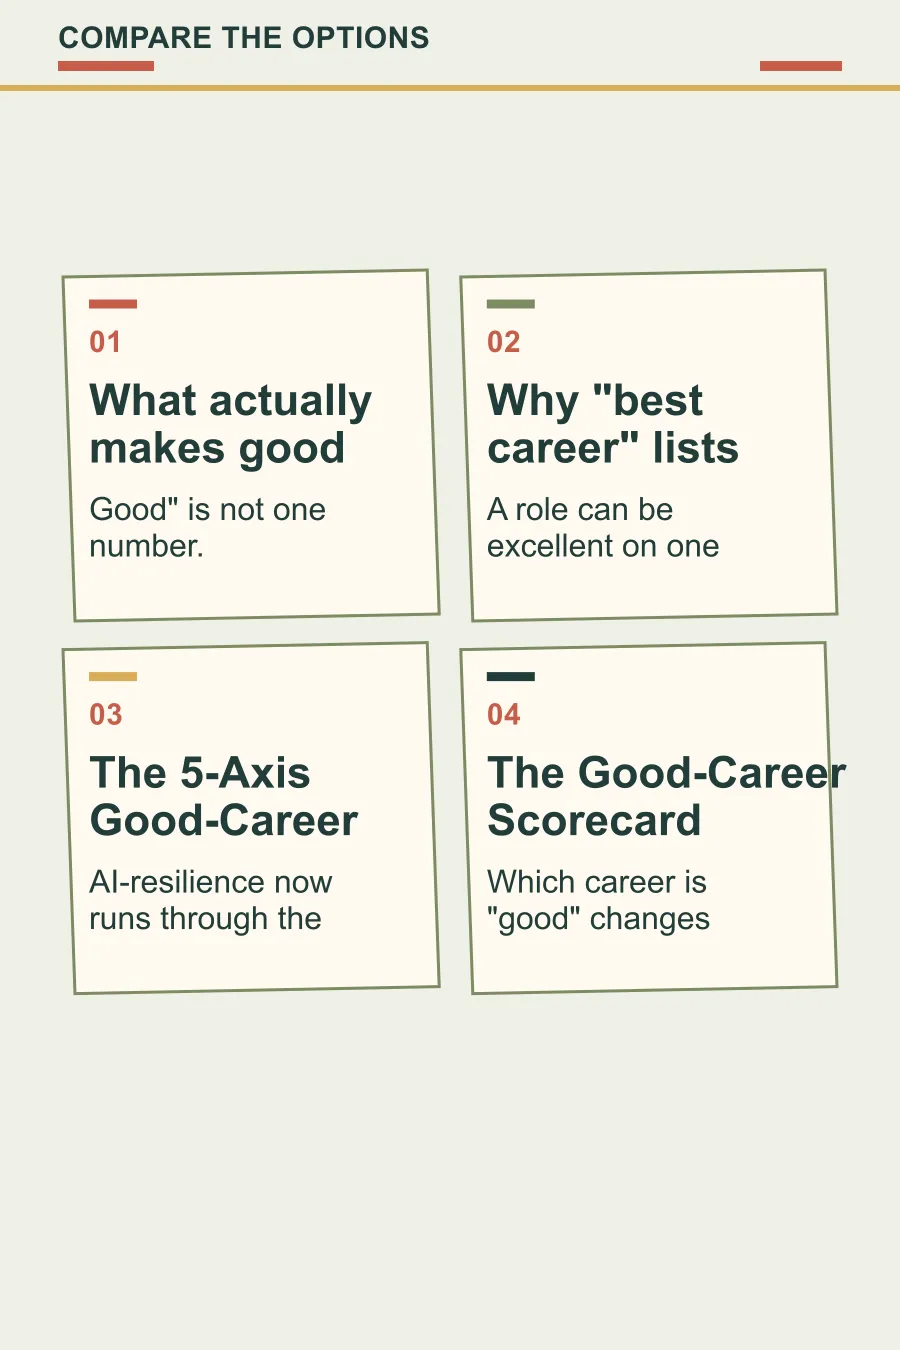 COMPARE THE OPTIONS
01
What actually
makes good
Good" is not one
number.
02
Why "best
career" lists
A role can be
excellent on one
03
The 5-Axis
Good-Career
AI-resilience now
runs through the
04
The Good-Career
Scorecard
Which career is
"good" changes